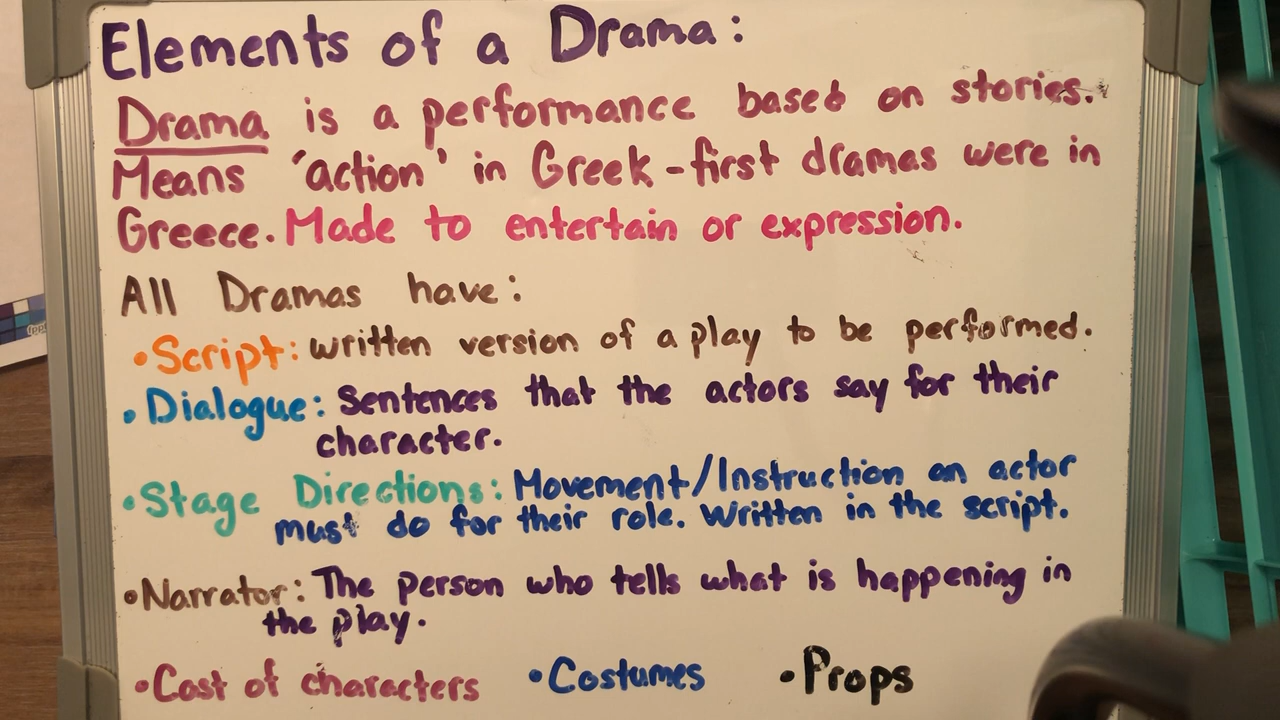 Elements of a Drama:
Drama is a performance based on stories.
Means 'action' in Greek - first dramas were in
Greece. Made to entertain or expression.
All Dramas have:
•Script: written version of a play to be performed.
•Dialogue: Sentences that the actors say for their
character.
•Stage Directions: Movement/Instruction an actor
must do for their role. Written in the script.
•Narrator: The person who tells what is happening in
the play.
•Cast of characters •Costumes •Props